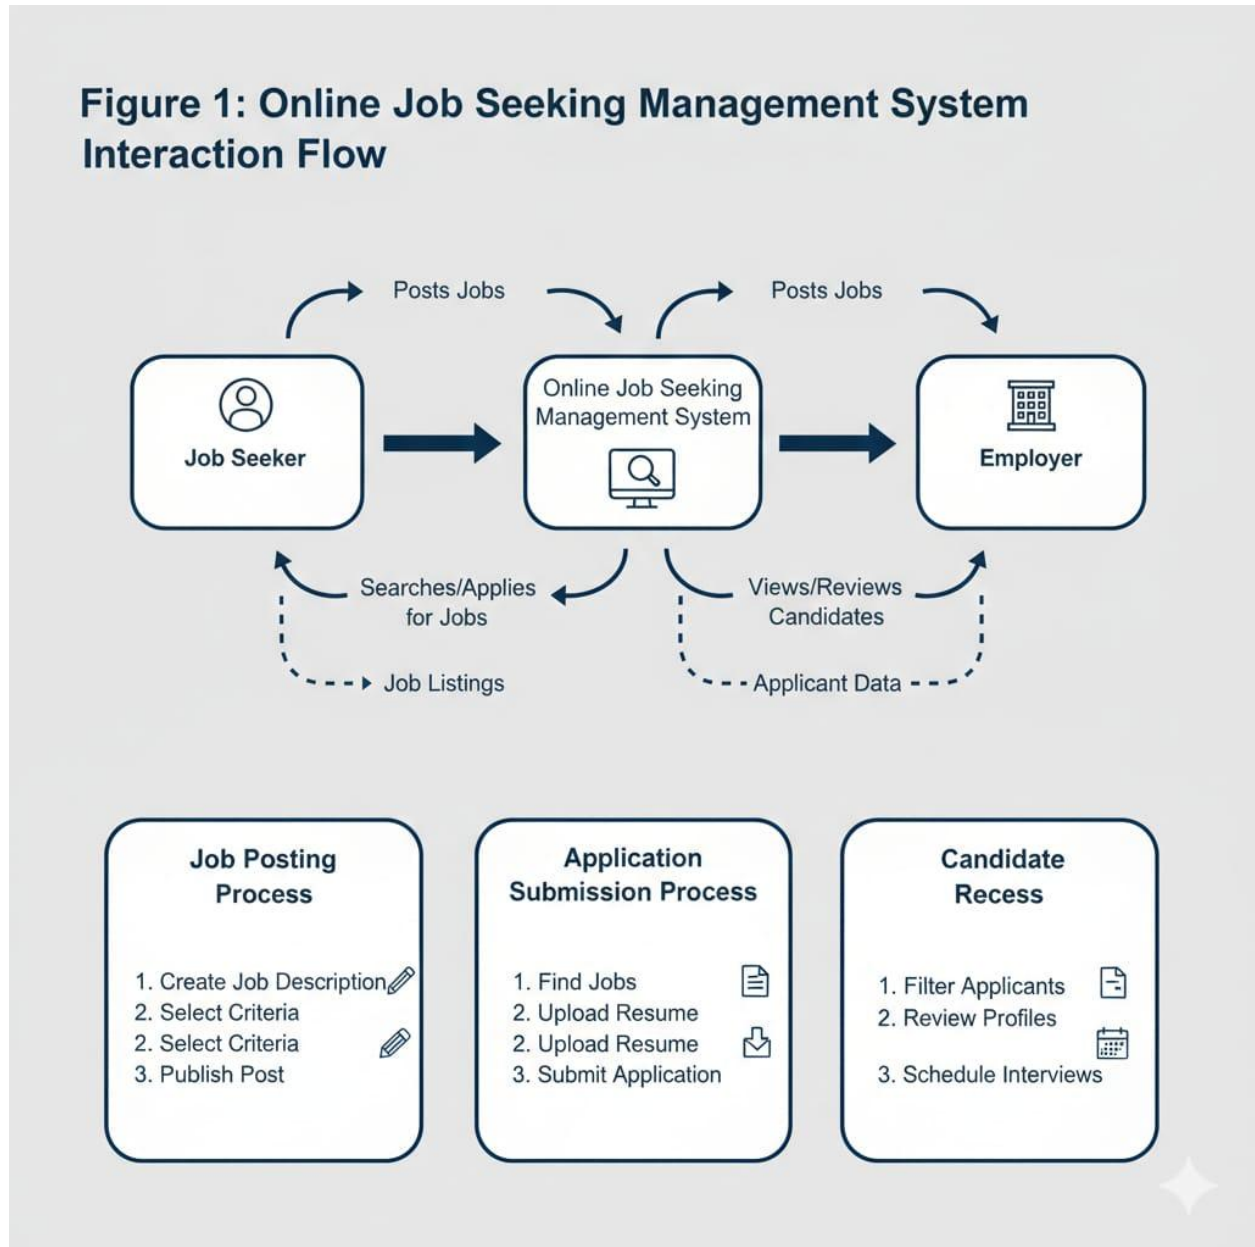 Figure 1: Online Job Seeking Management System
Interaction Flow
Posts Jobs
Posts Jobs
Job Seeker
Online Job Seeking
Management System
Employer
Searches/Applies
for Jobs
Views/Reviews
Candidates
Job Listings
Applicant Data
Job Posting
Process
1. Create Job Description
2. Select Criteria
2. Select Criteria
3. Publish Post
Application
Submission Process
1. Find Jobs
2. Upload Resume
2. Upload Resume
3. Submit Application
Candidate
Recess
1. Filter Applicants
2. Review Profiles
3. Schedule Interviews